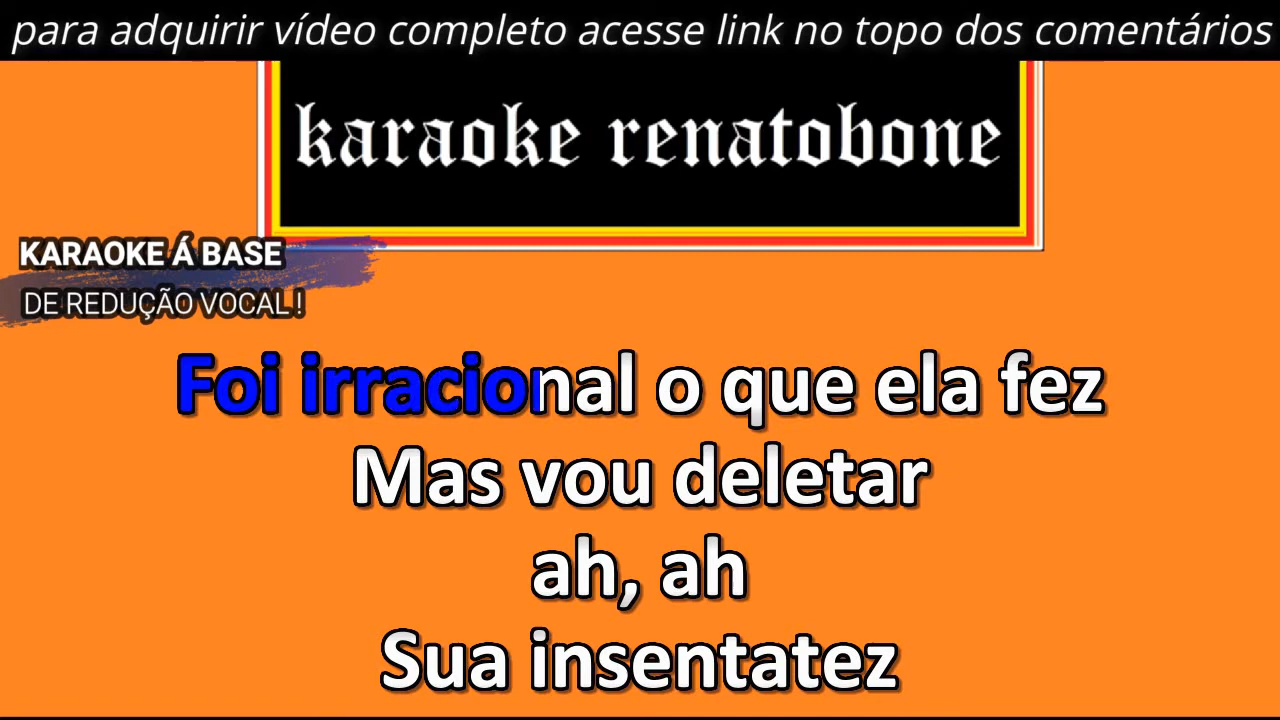 para adquirir vídeo completo acesse link no topo dos comentários
karaoke renatobone
KARAOKE Á BASE
DE REDUÇÃO VOCAL !
Foi irracional o que ela fez
Mas vou deletar
ah, ah
Sua insentatez